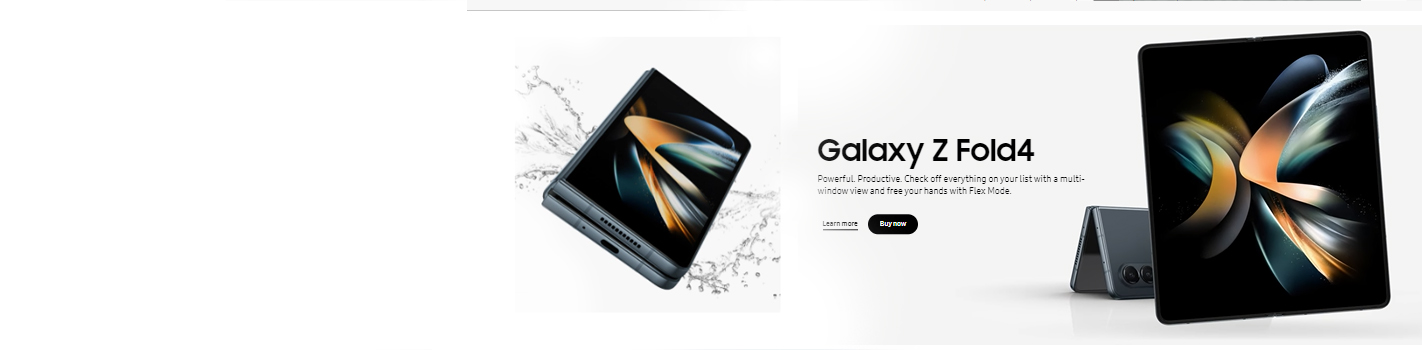 Galaxy Z Fold4
Powerful. Productive. Check off everything on your list with a multi-
window view and free your hands with Flex Mode.
Learn more
Buy now